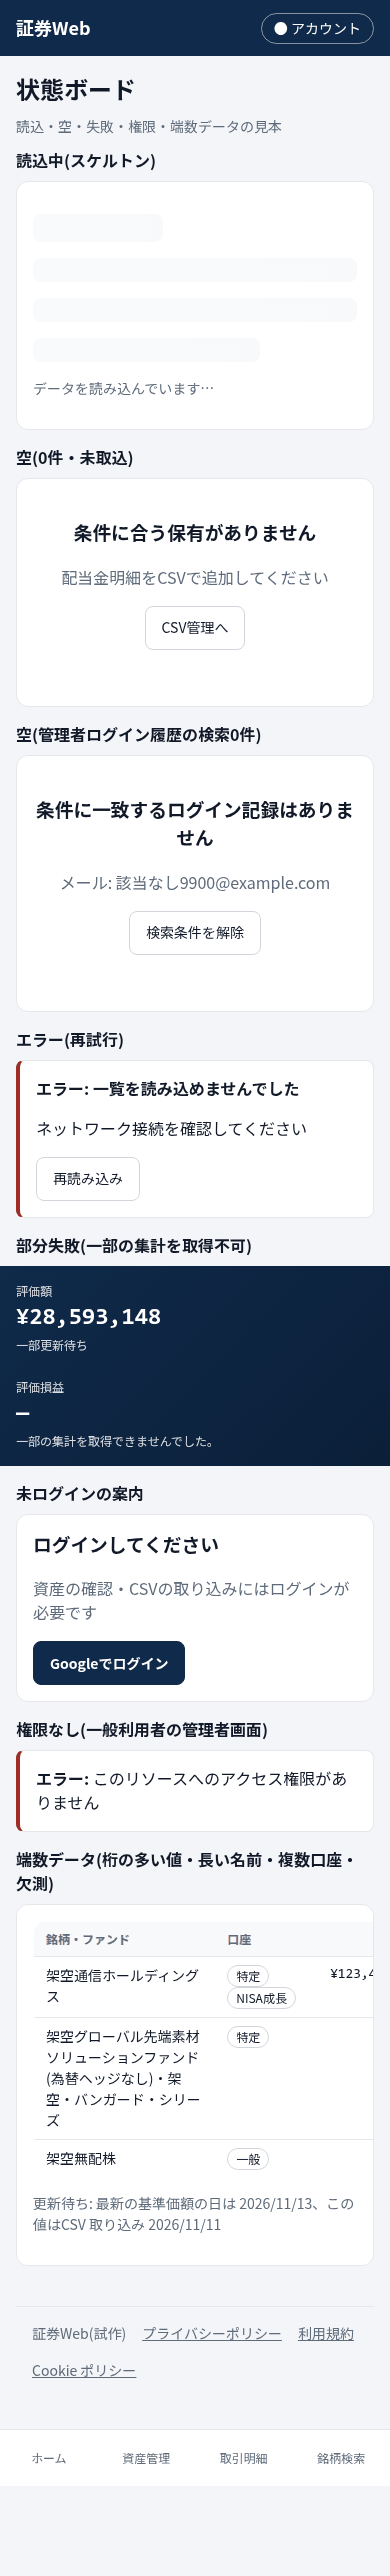 証券Web
アカウント
状態ボード
読込・空・失敗・権限・端数データの見本
読込中(スケルトン)
データを読み込んでいます…
空(0件・未取込)
条件に合う保有がありません
配当金明細をCSVで追加してください
CSV管理へ
空(管理者ログイン履歴の検索0件)
条件に一致するログイン記録はありま
せん
メール: 該当なし9900@example.com
検索条件を解除
エラー(再試行)
エラー: 一覧を読み込めませんでした
ネットワーク接続を確認してください
再読み込み
部分失敗(一部の集計を取得不可)
評価額
¥28,593,148
一部更新待ち
評価損益
—
一部の集計を取得できませんでした。
未ログインの案内
ログインしてください
資産の確認・CSVの取り込みにはログインが
必要です
Googleでログイン
権限なし(一般利用者の管理者画面)
エラー: このリソースへのアクセス権限があ
りません
端数データ(桁の多い値・長い名前・複数口座・
欠測)
銘柄・ファンド 口座
架空通信ホールディング
ス
特定
NISA成長
¥123,4
架空グローバル先端素材
ソリューションファンド
(為替ヘッジなし)・架
空・バンガード・シリー
ズ
特定
架空無配株 一般
更新待ち: 最新の基準価額の日は 2026/11/13、この
値はCSV 取り込み 2026/11/11
証券Web(試作) プライバシーポリシー 利用規約
Cookie ポリシー
ホーム 資産管理 取引明細 銘柄検索